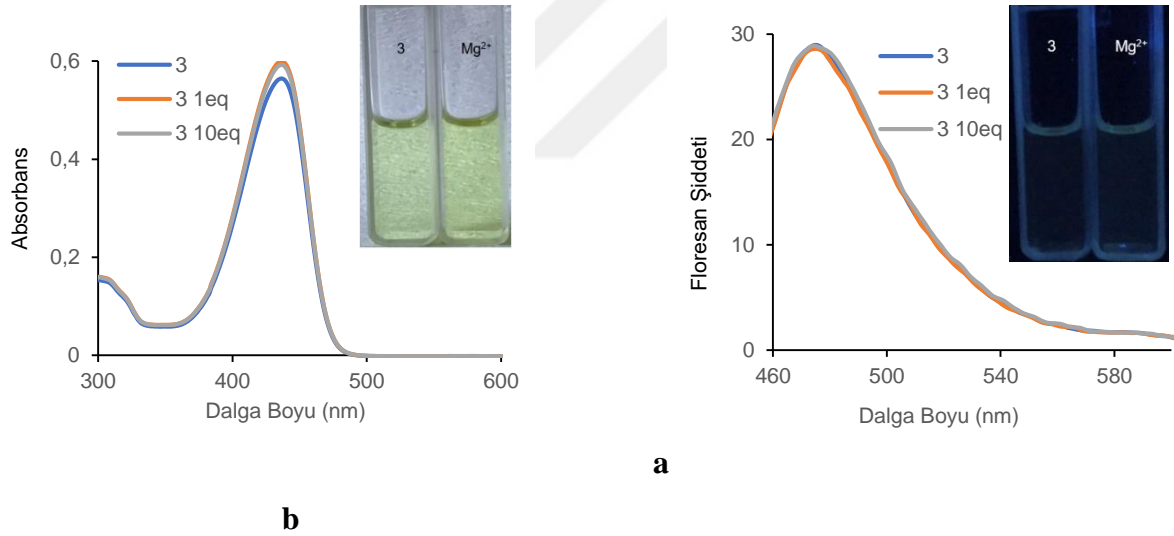 3 Mg²⁺
0,6
0,4
0,2
0
3
3 1eq
3 10eq
300 400 500 600
Absorbans
Dalga Boyu (nm)
3 Mg²⁺
30
20
10
0
3
3 1eq
3 10eq
460 500 540 580
Floresan Şiddeti
Dalga Boyu (nm)
a
b